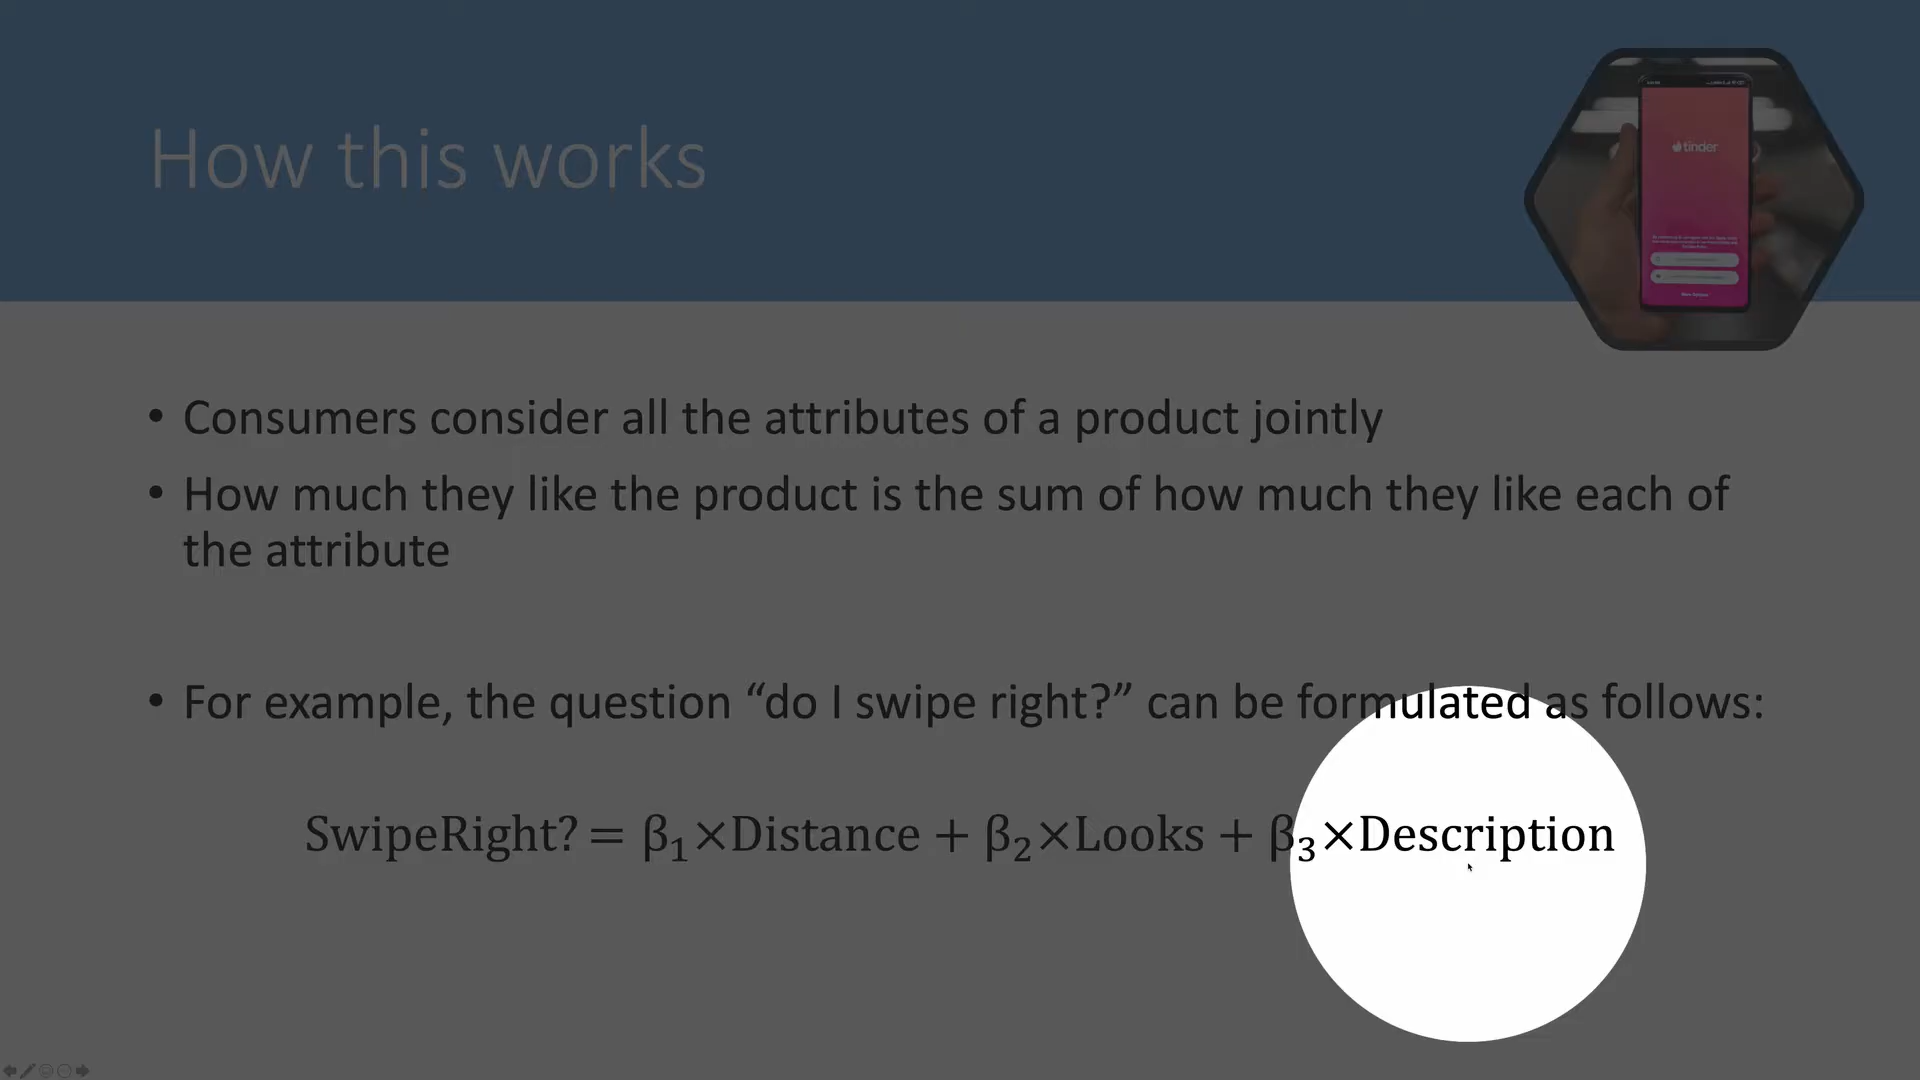 How this works
tinder
• Consumers consider all the attributes of a product jointly
• How much they like the product is the sum of how much they like each of
the attribute
• For example, the question “do I swipe right?” can be formulated as follows:
SwipeRight? = β₁×Distance + β₂×Looks + β₃×Description